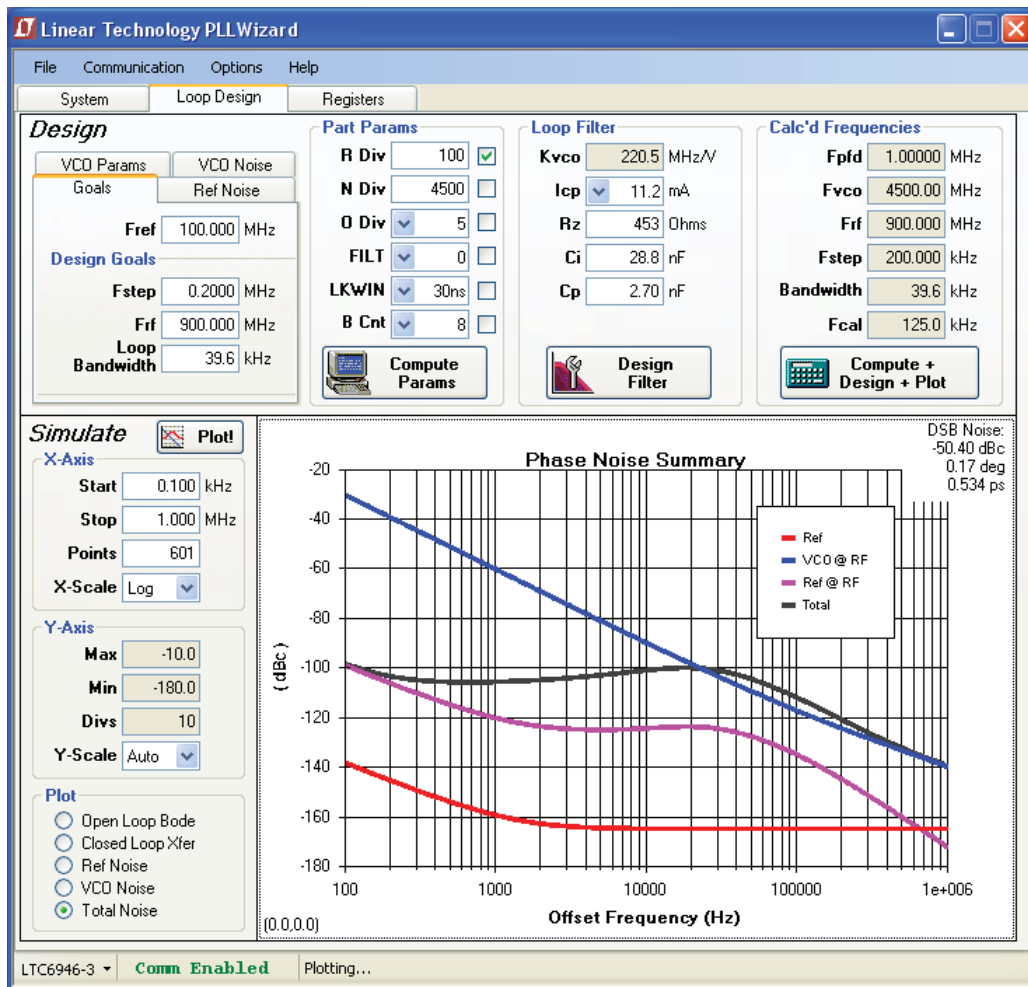 Linear Technology PLLWizard
File Communication Options Help
System Loop Design Registers
Design
VCO Params VCO Noise
Goals Ref Noise
Fref 100.000 MHz
Design Goals
Fstep 0.2000 MHz
Frf 900.000 MHz
Loop
Bandwidth 39.6 kHz
Part Params
R Div 100
N Div 4500
O Div 5
FILT 0
LKWIN 30ns
B Cnt 8
Compute
Params
Loop Filter
Kvco 220.5 MHz/V
Icp 11.2 mA
Rz 453 Ohms
Ci 28.8 nF
Cp 2.70 nF
Design
Filter
Calc'd Frequencies
Fpfd 1.00000 MHz
Fvco 4500.00 MHz
Frf 900.000 MHz
Fstep 200.000 kHz
Bandwidth 39.6 kHz
Fcal 125.0 kHz
Compute +
Design + Plot
Simulate Plot!
X-Axis
Start 0.100 kHz
Stop 1.000 MHz
Points 601
X-Scale Log
Y-Axis
Max -10.0
Min -180.0
Divs 10
Y-Scale Auto
Plot
Open Loop Bode
Closed Loop Xfer
Ref Noise
VCO Noise
Total Noise
DSB Noise:
-50.40 dBc
0.17 deg
0.534 ps
Phase Noise Summary
-20
-40
-60
-80
-100
-120
-140
-160
-180
( dBc )
Ref
VCO @ RF
Ref @ RF
Total
100 1000 10000 100000 1e+006
Offset Frequency (Hz)
(0.0,0.0)
LTC6946-3 Comm Enabled Plotting...